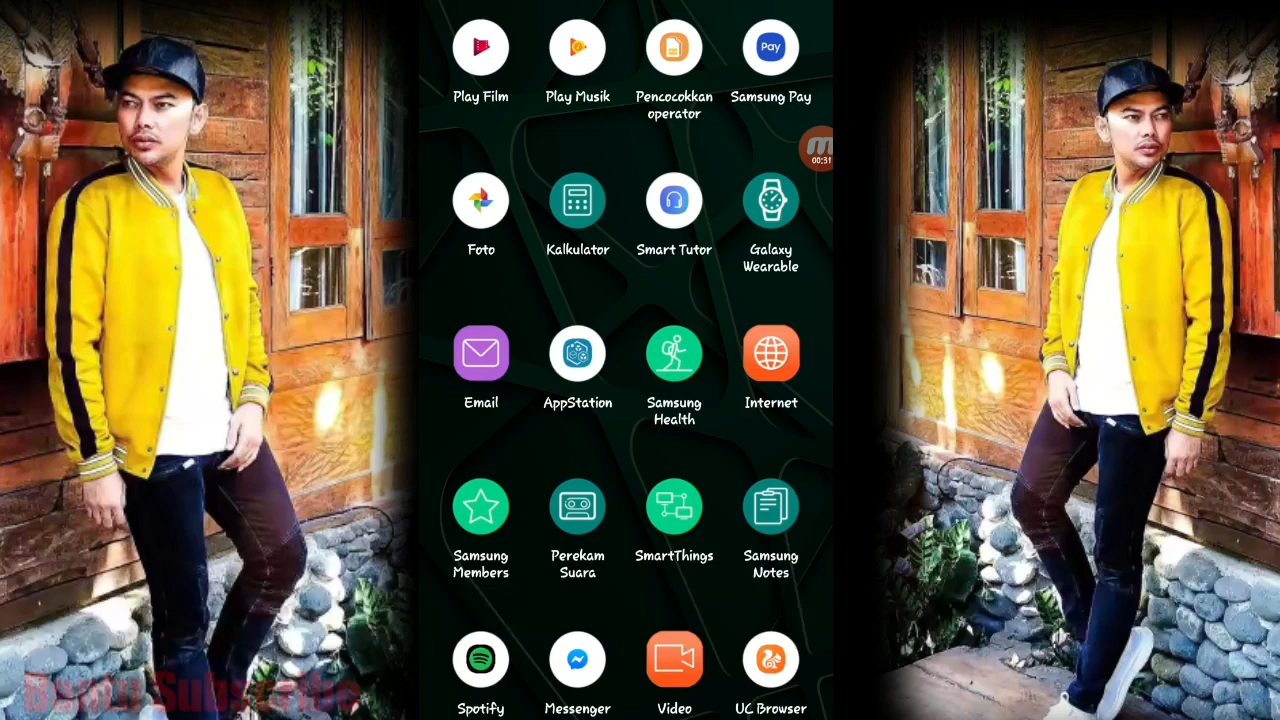 Play Film
Play Musik
Pencocokkan
operator
Samsung Pay
Pay
00:31
Foto
Kalkulator
Smart Tutor
Galaxy
Wearable
Email
AppStation
Samsung
Health
Internet
Samsung
Members
Perekam
Suara
SmartThings
Samsung
Notes
Spotify
Messenger
Video
UC Browser
Bantu Subscribe